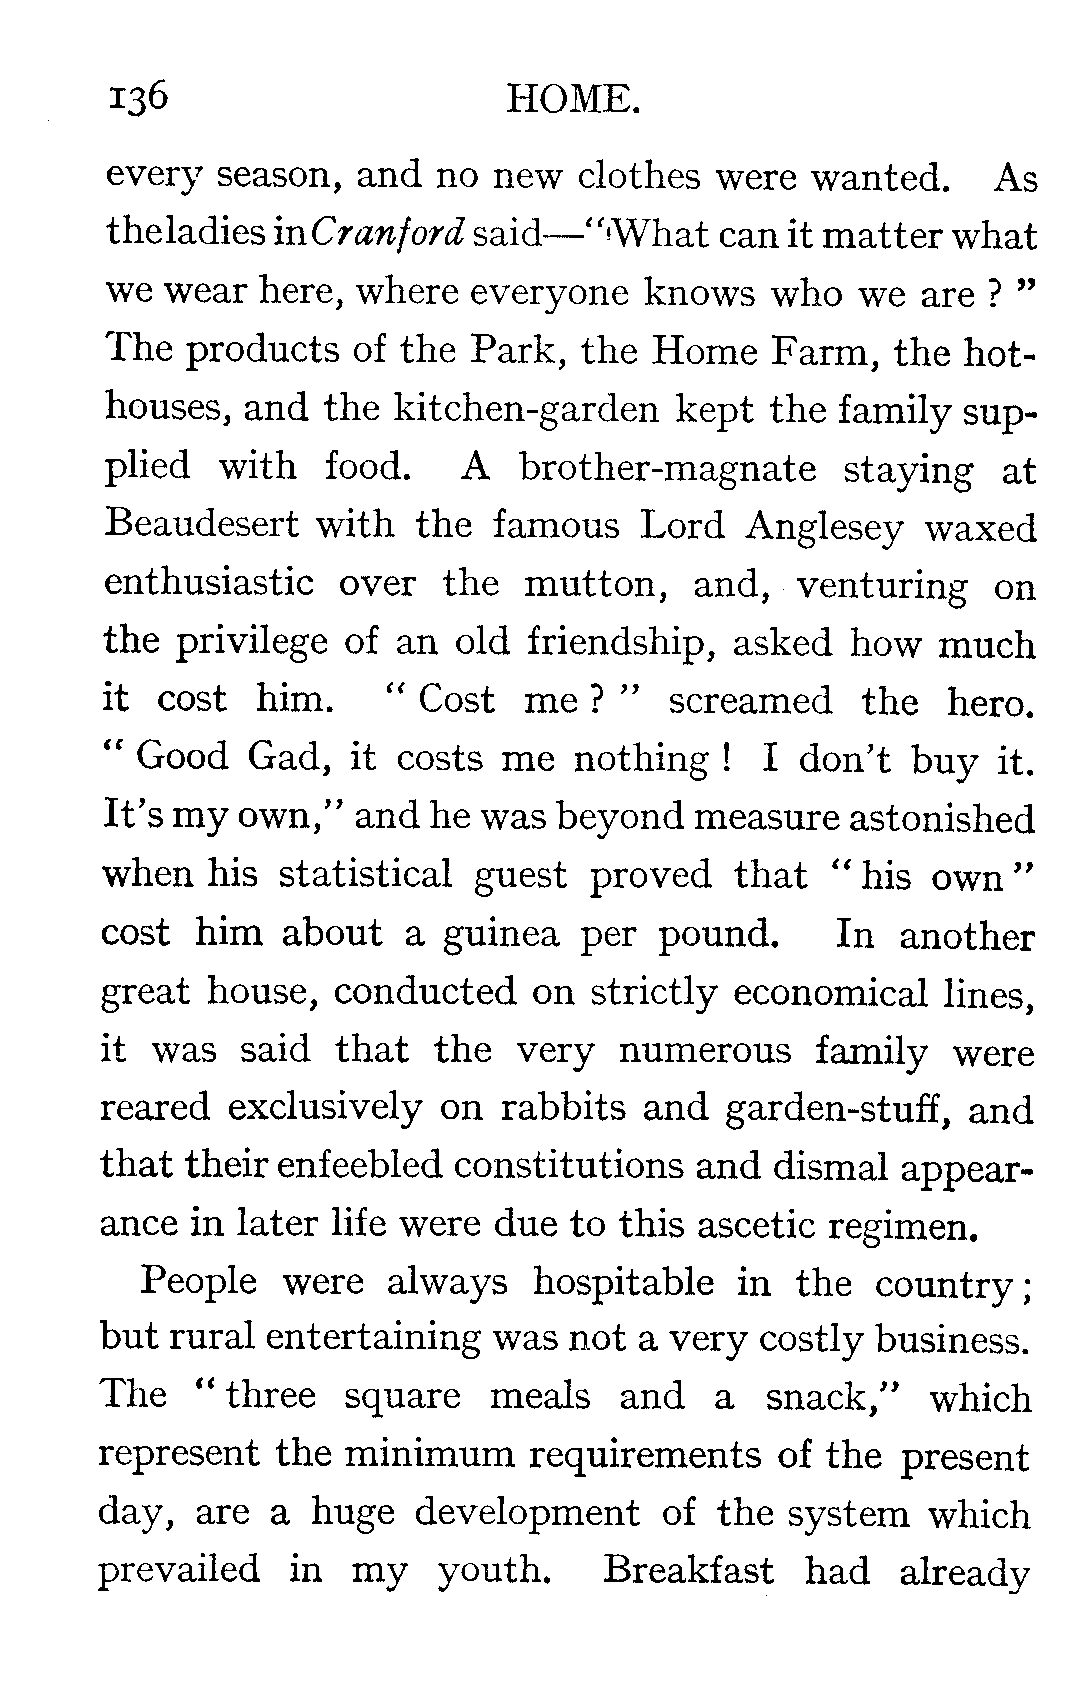 136 HOME.
every season, and no new clothes were wanted. As
the ladies in Cranford said—"What can it matter what
we wear here, where everyone knows who we are ? "
The products of the Park, the Home Farm, the hot-
houses, and the kitchen-garden kept the family sup-
plied with food. A brother-magnate staying at
Beaudesert with the famous Lord Anglesey waxed
enthusiastic over the mutton, and, venturing on
the privilege of an old friendship, asked how much
it cost him. " Cost me ? " screamed the hero.
" Good Gad, it costs me nothing ! I don't buy it.
It's my own," and he was beyond measure astonished
when his statistical guest proved that " his own "
cost him about a guinea per pound. In another
great house, conducted on strictly economical lines,
it was said that the very numerous family were
reared exclusively on rabbits and garden-stuff, and
that their enfeebled constitutions and dismal appear-
ance in later life were due to this ascetic regimen.
People were always hospitable in the country ;
but rural entertaining was not a very costly business.
The " three square meals and a snack," which
represent the minimum requirements of the present
day, are a huge development of the system which
prevailed in my youth. Breakfast had already